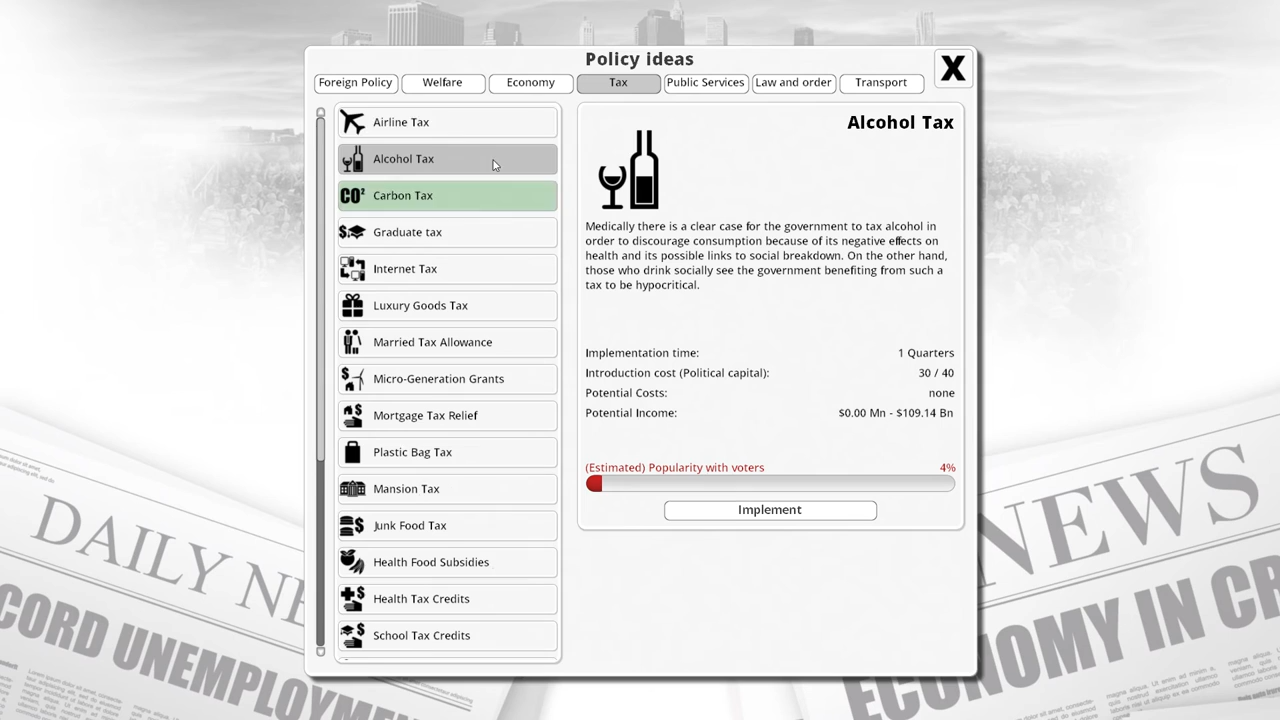 Policy ideas
X
Foreign Policy
Welfare
Economy
Tax
Public Services
Law and order
Transport
Airline Tax
Alcohol Tax
CO² Carbon Tax
Graduate tax
Internet Tax
Luxury Goods Tax
Married Tax Allowance
Micro-Generation Grants
Mortgage Tax Relief
Plastic Bag Tax
Mansion Tax
Junk Food Tax
Health Food Subsidies
Health Tax Credits
School Tax Credits
Alcohol Tax
Medically there is a clear case for the government to tax alcohol in
order to discourage consumption because of its negative effects on
health and its possible links to social breakdown. On the other hand,
those who drink socially see the government benefiting from such a
tax to be hypocritical.
Implementation time: 1 Quarters
Introduction cost (Political capital): 30 / 40
Potential Costs: none
Potential Income: $0.00 Mn - $109.14 Bn
(Estimated) Popularity with voters 4%
Implement
DAILY NE
CORD UNEMPLOYM
NEWS
ECONOMY IN CR